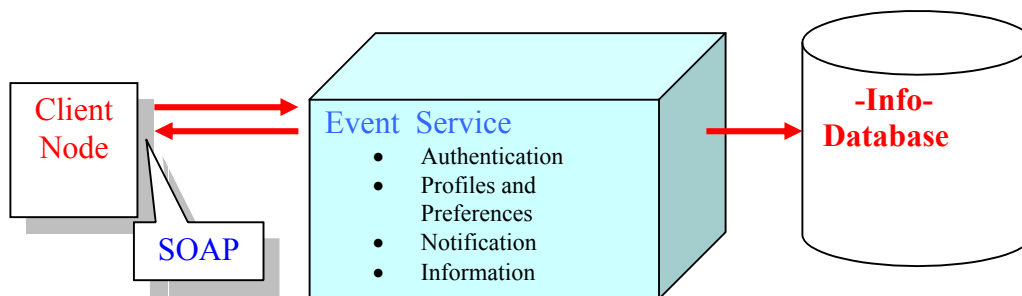 Client
Node
SOAP
Event Service
• Authentication
• Profiles and
Preferences
• Notification
• Information
-Info-
Database